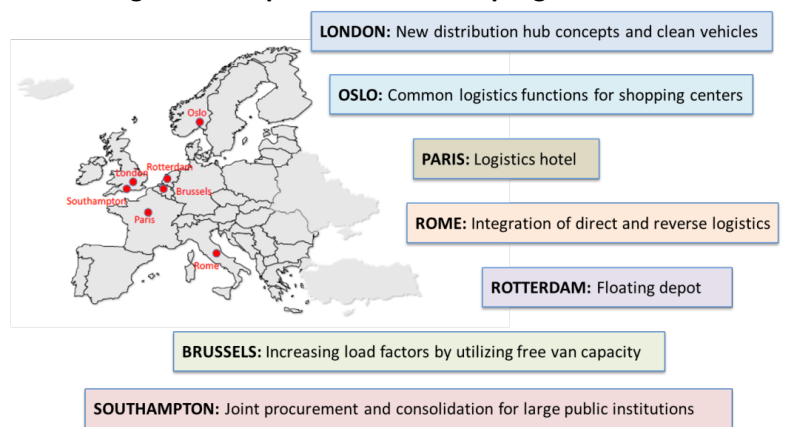 LONDON: New distribution hub concepts and clean vehicles
OSLO: Common logistics functions for shopping centers
PARIS: Logistics hotel
ROME: Integration of direct and reverse logistics
ROTTERDAM: Floating depot
BRUSSELS: Increasing load factors by utilizing free van capacity
SOUTHAMPTON: Joint procurement and consolidation for large public institutions
Oslo
Rotterdam
London
Southampton
Brussels
Paris
Rome